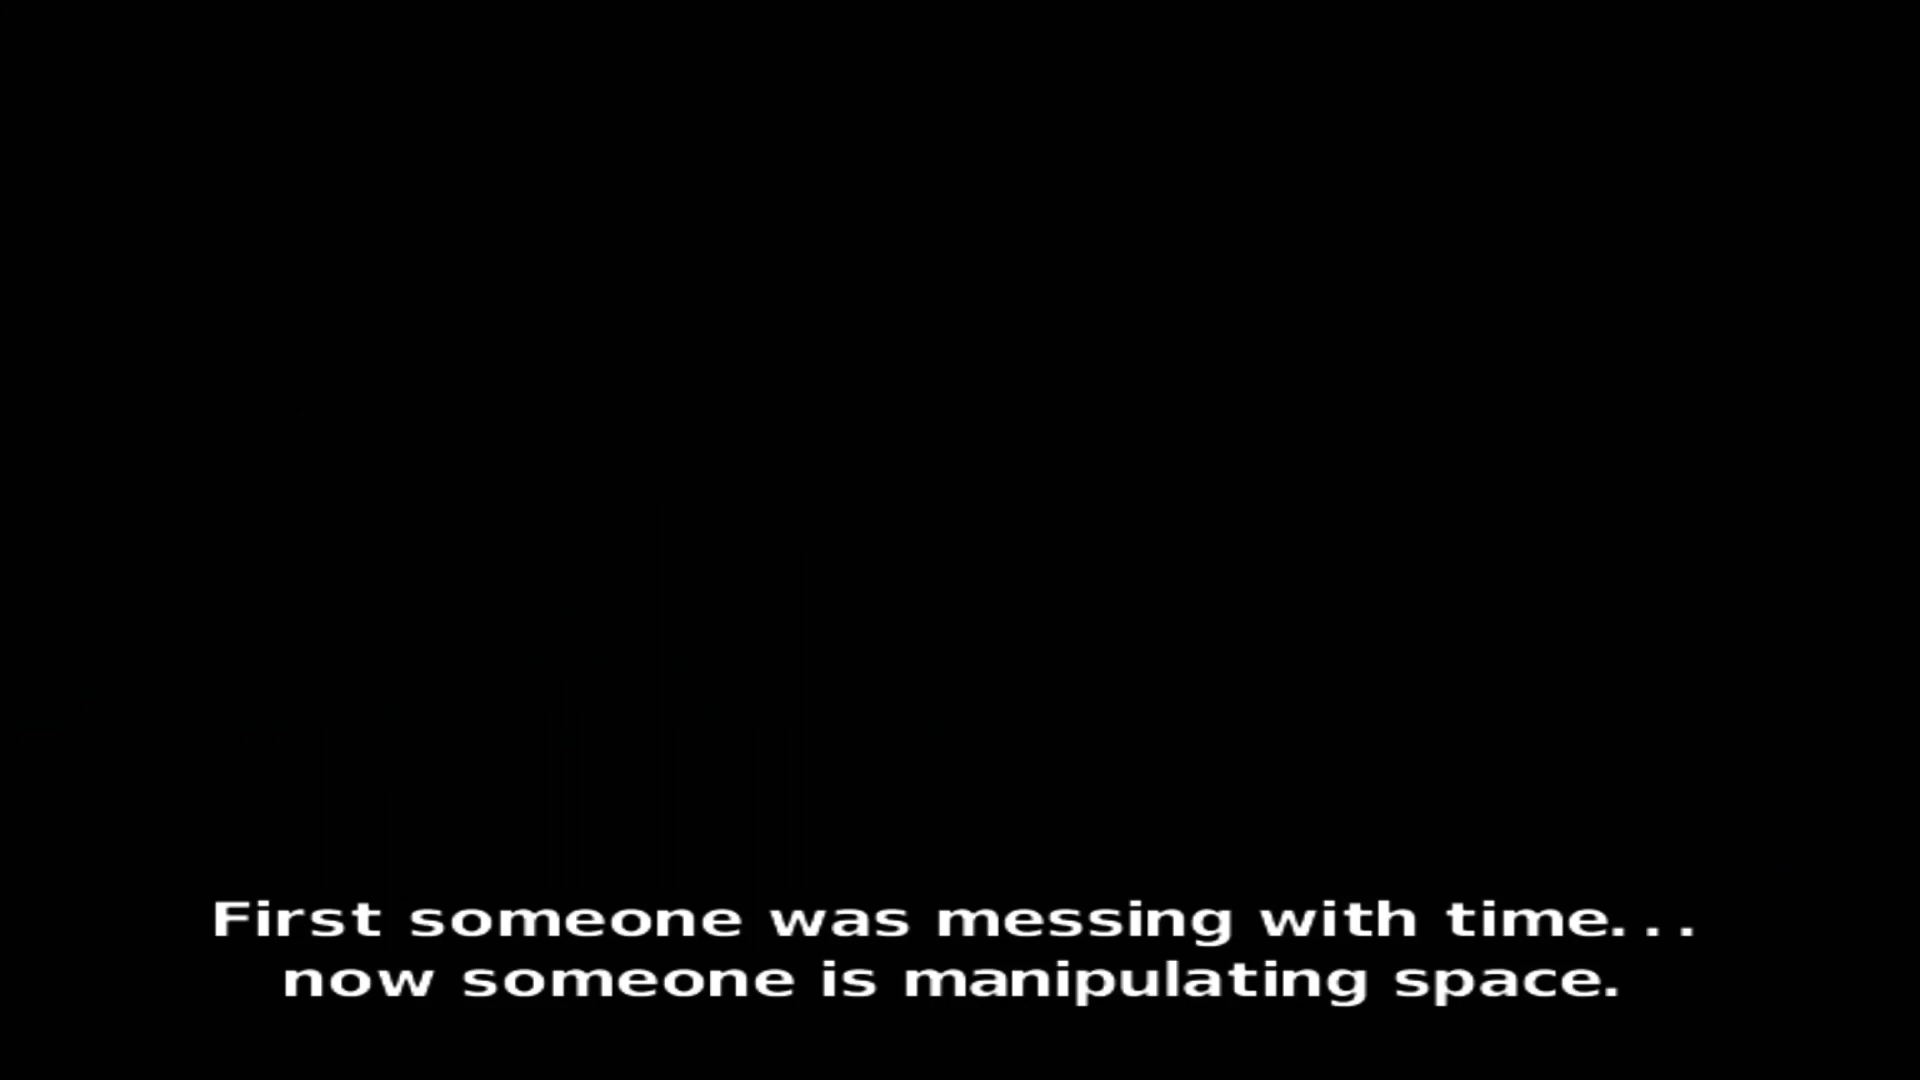 First someone was messing with time...
now someone is manipulating space.